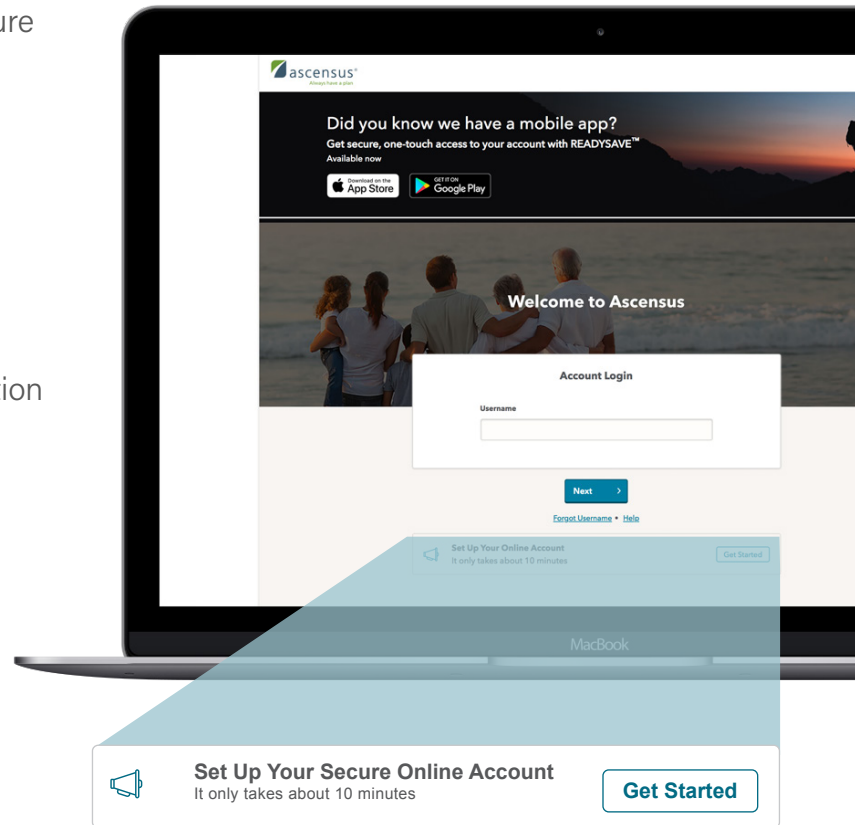 ure
tion
ascensus®
Always have a plan
Did you know we have a mobile app?
Get secure, one-touch access to your account with READYSAVE™
Available now
Download on the
App Store
GET IT ON
Google Play
Welcome to Ascensus
Account Login
Username
Next >
Forgot Username • Help
Set Up Your Online Account
It only takes about 10 minutes
Get Started
MacBook
Set Up Your Secure Online Account
It only takes about 10 minutes
Get Started